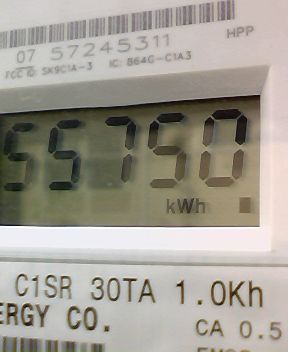 07 57245311
HPP
FCC ID: SK9C1A-3 IC: 864G-C1A3
55750
kWh
C1SR 30TA 1.0Kh
ERGY CO.
CA 0.5